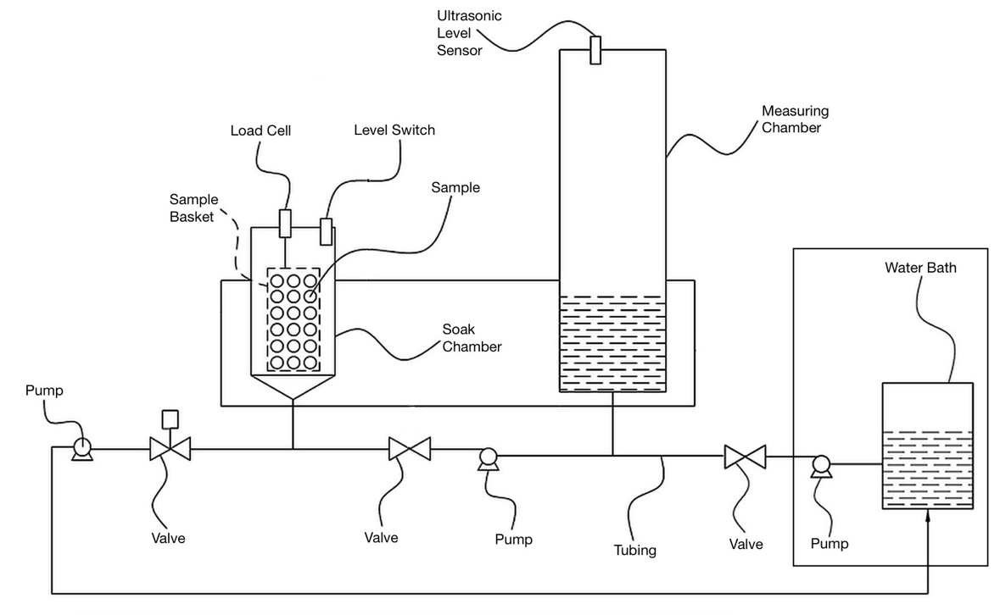 Ultrasonic
Level
Sensor
Measuring
Chamber
Load Cell
Level Switch
Sample
Sample
Basket
Water Bath
Soak
Chamber
Pump
Valve
Valve
Pump
Tubing
Valve
Pump